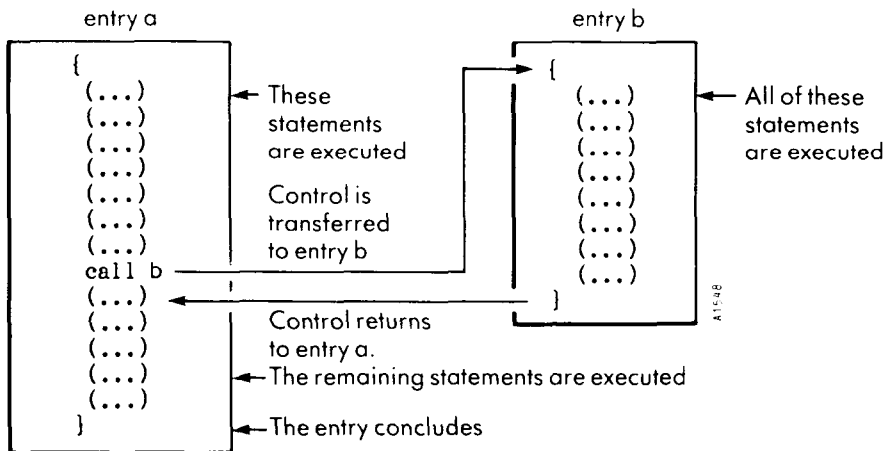 entry a
{
(...)
(...)
(...)
(...)
(...)
(...)
(...)
call b
(...)
(...)
(...)
(...)
(...)
}
These
statements
are executed
Control is
transferred
to entry b
Control returns
to entry a.
The remaining statements are executed
The entry concludes
entry b
{
(...)
(...)
(...)
(...)
(...)
(...)
(...)
(...)
}
All of these
statements
are executed
A1548